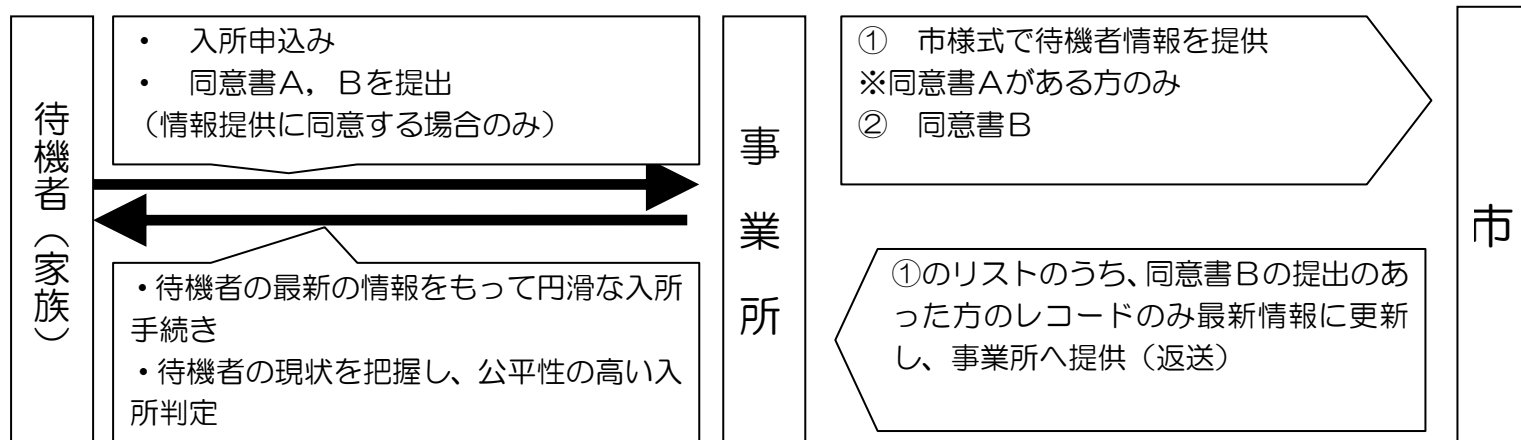 待機者（家族）
・　入所申込み
・　同意書Ａ，Ｂを提出
（情報提供に同意する場合のみ）
・待機者の最新の情報をもって円滑な入所
手続き
・待機者の現状を把握し、公平性の高い入
所判定
事業所
①　市様式で待機者情報を提供
※同意書Ａがある方のみ
②　同意書Ｂ
①のリストのうち、同意書Ｂの提出のあ
った方のレコードのみ最新情報に更新
し、事業所へ提供（返送）
市